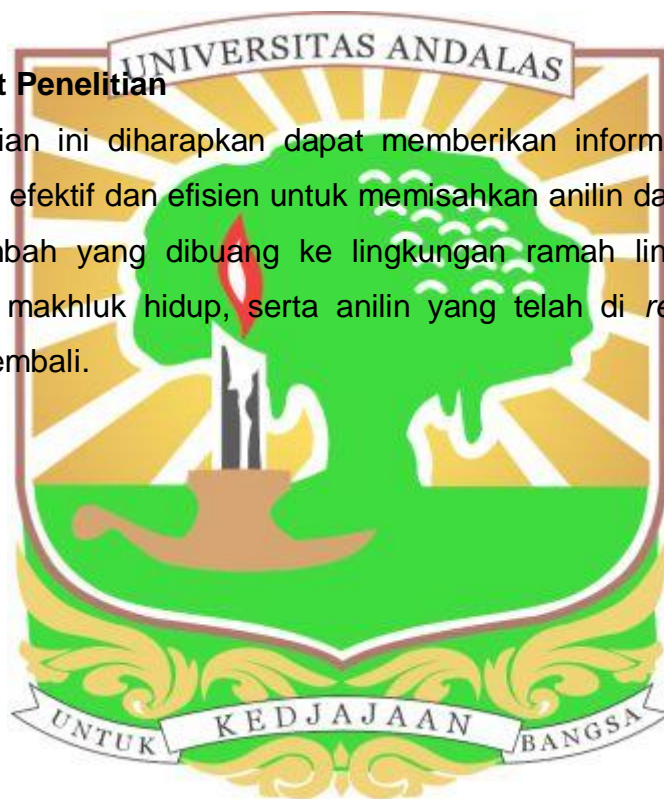 UNIVERSITAS ANDALAS
t Penelitian
ian ini diharapkan dapat memberikan inform
efektif dan efisien untuk memisahkan anilin da
mbah yang dibuang ke lingkungan ramah lin
makhluk hidup, serta anilin yang telah di re
embali.
UNTUK KEDJAJAAN BANGSA